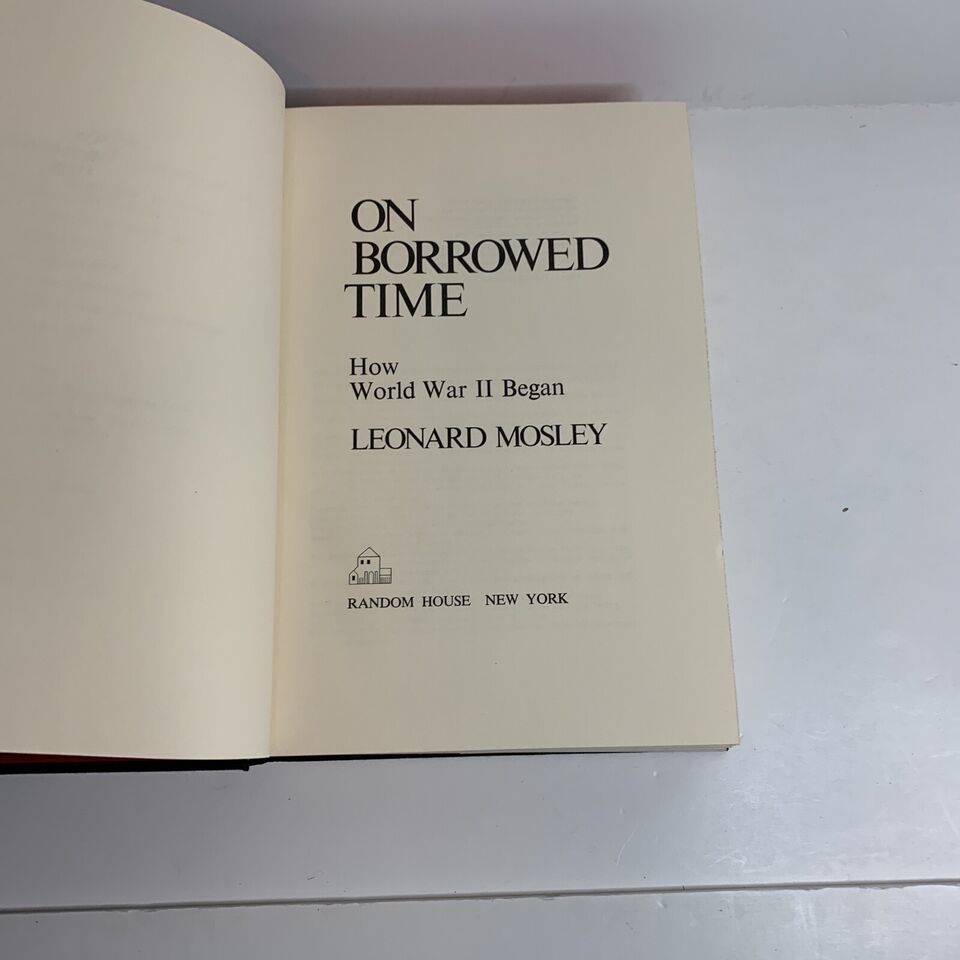 ON
BORROWED
TIME
How
World War II Began
LEONARD MOSLEY
RANDOM HOUSE NEW YORK